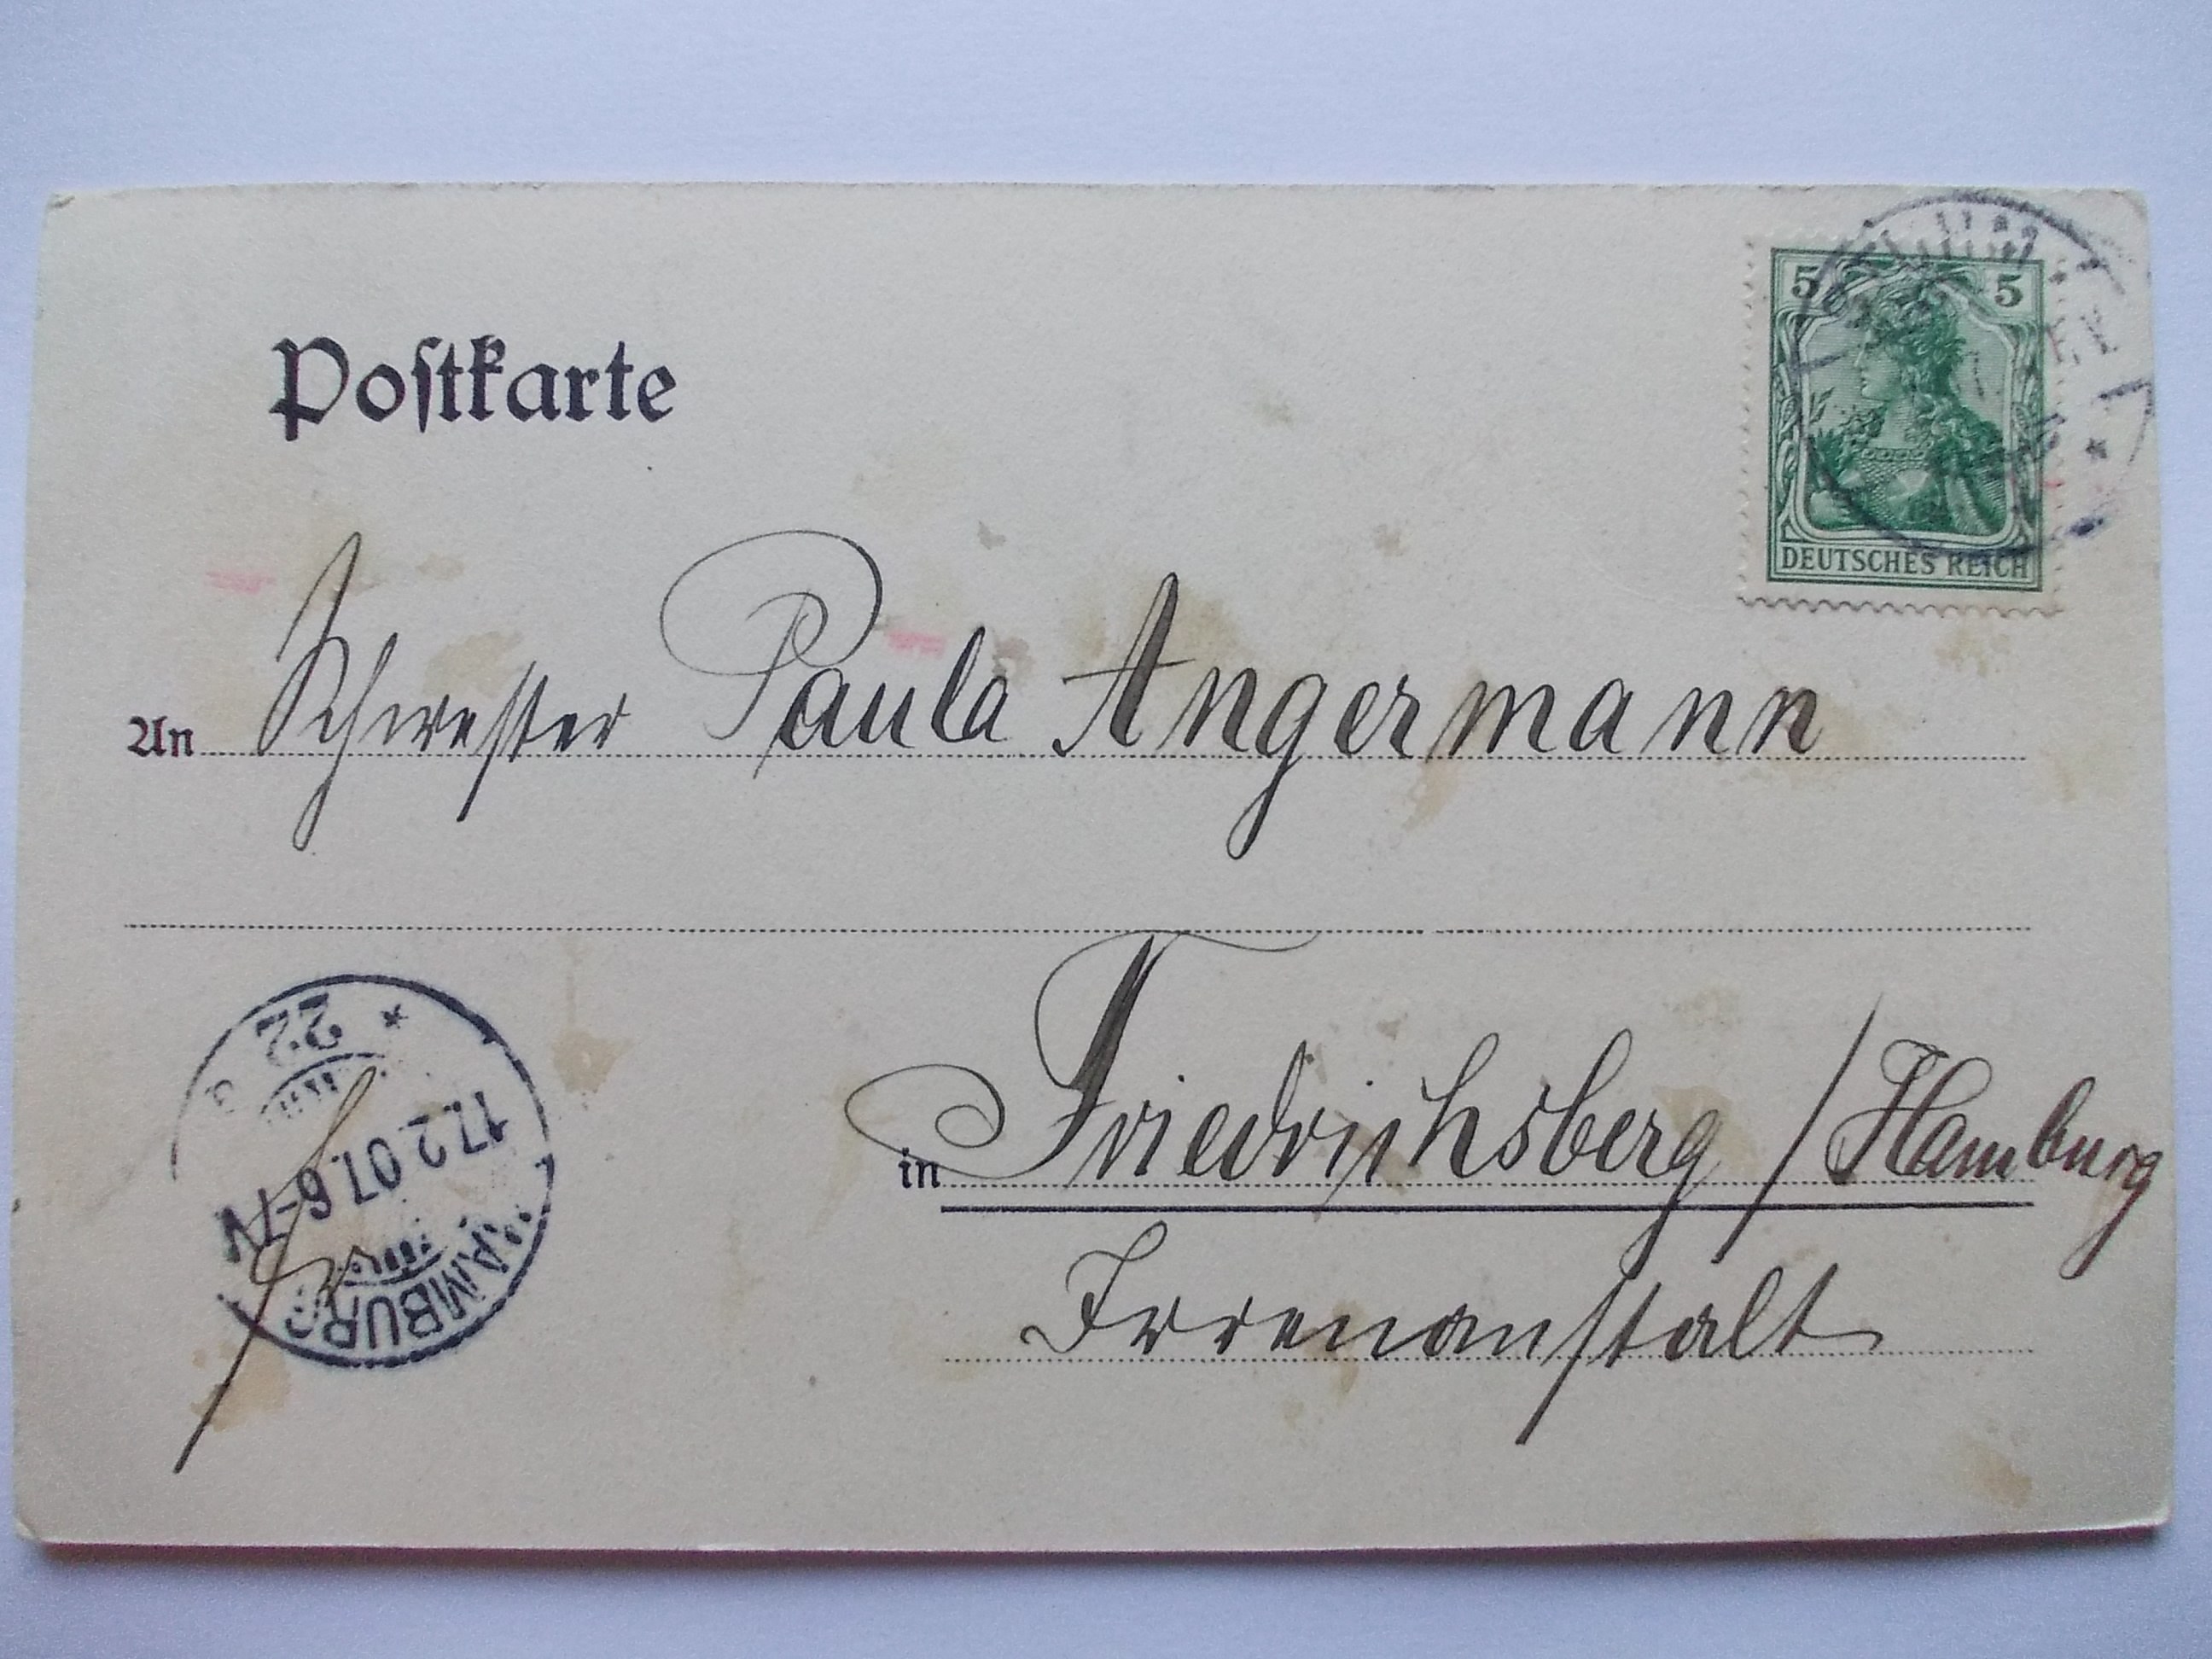 5 5
DEUTSCHES REICH
Postkarte
An Schwester Paula Angermann
in Friedrichsberg / Hamburg
Irrenanstalt
HAMBURG
17.2.07. 6-7V
* 22